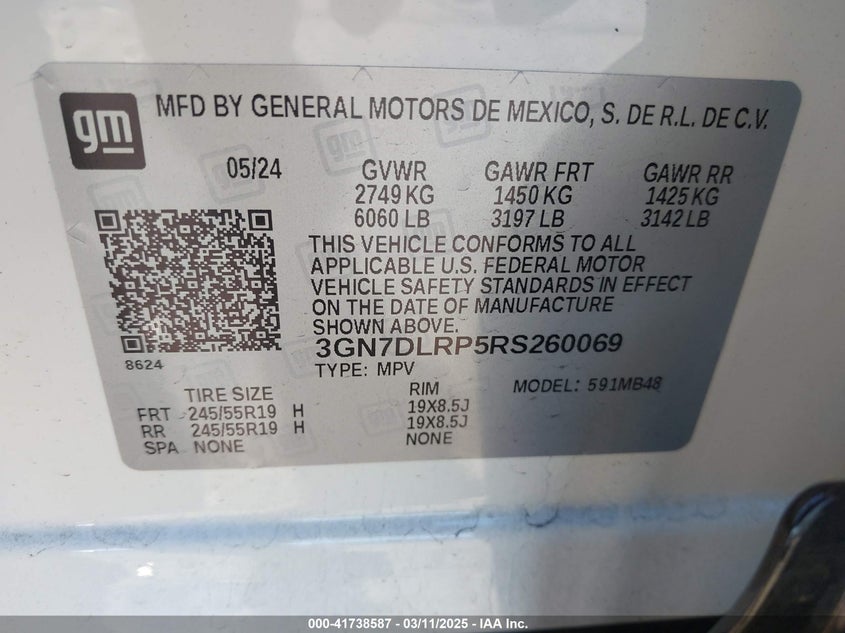 gm
MFD BY GENERAL MOTORS DE MEXICO, S. DE R.L. DE C.V.
05/24 GVWR GAWR FRT GAWR RR
2749 KG 1450 KG 1425 KG
6060 LB 3197 LB 3142 LB
THIS VEHICLE CONFORMS TO ALL
APPLICABLE U.S. FEDERAL MOTOR
VEHICLE SAFETY STANDARDS IN EFFECT
ON THE DATE OF MANUFACTURE
SHOWN ABOVE.
3GN7DLRP5RS260069
8624 TYPE: MPV
TIRE SIZE RIM MODEL: 591MB48
FRT 245/55R19 H 19X8.5J
RR 245/55R19 H 19X8.5J
SPA NONE NONE
000-41738587 - 03/11/2025 - IAA Inc.